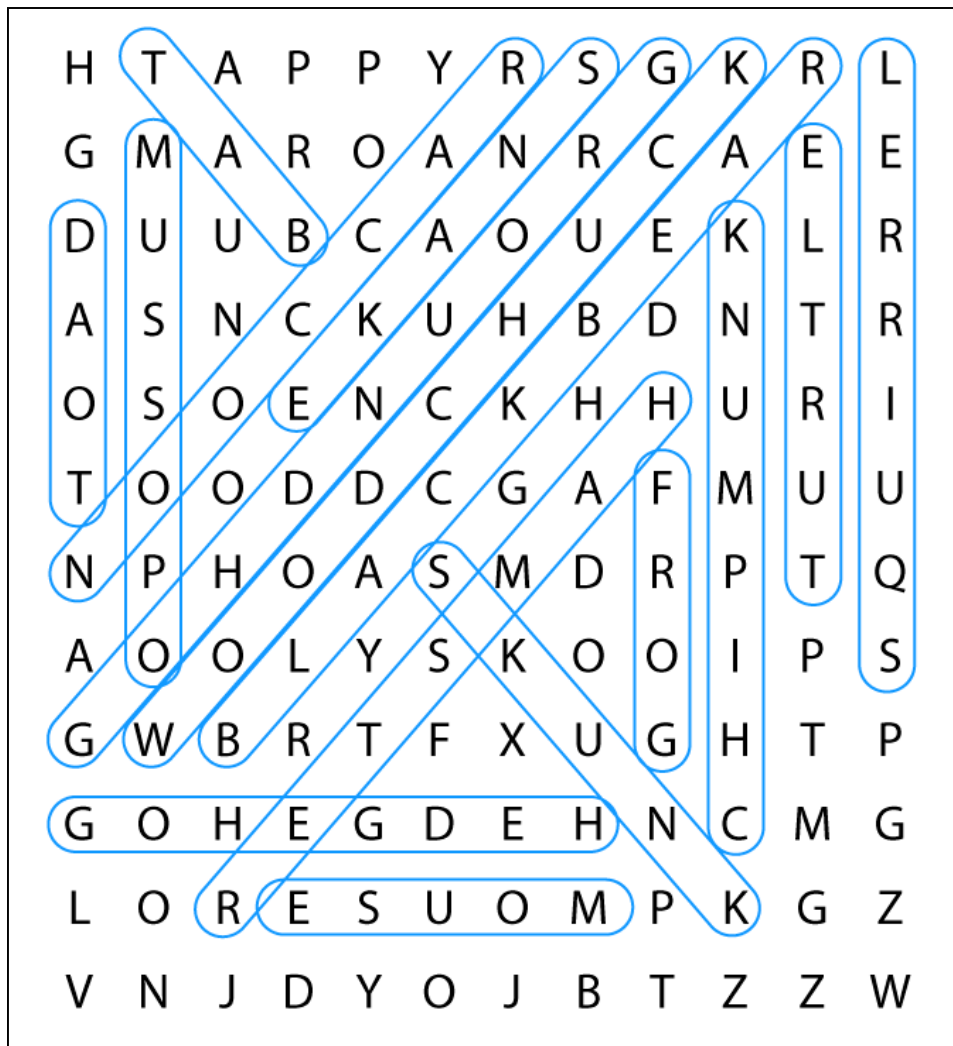 H T A P P Y R S G K R L
G M A R O A N R C A E E
D U U B C A O U E K L R
A S N C K U H B D N T R
O S O E N C K H H U R I
T O O D D C G A F M U U
N P H O A S M D R P T Q
A O O L Y S K O O I P S
G W B R T F X U G H T P
G O H E G D E H N C M G
L O R E S U O M P K G Z
V N J D Y O J B T Z Z W